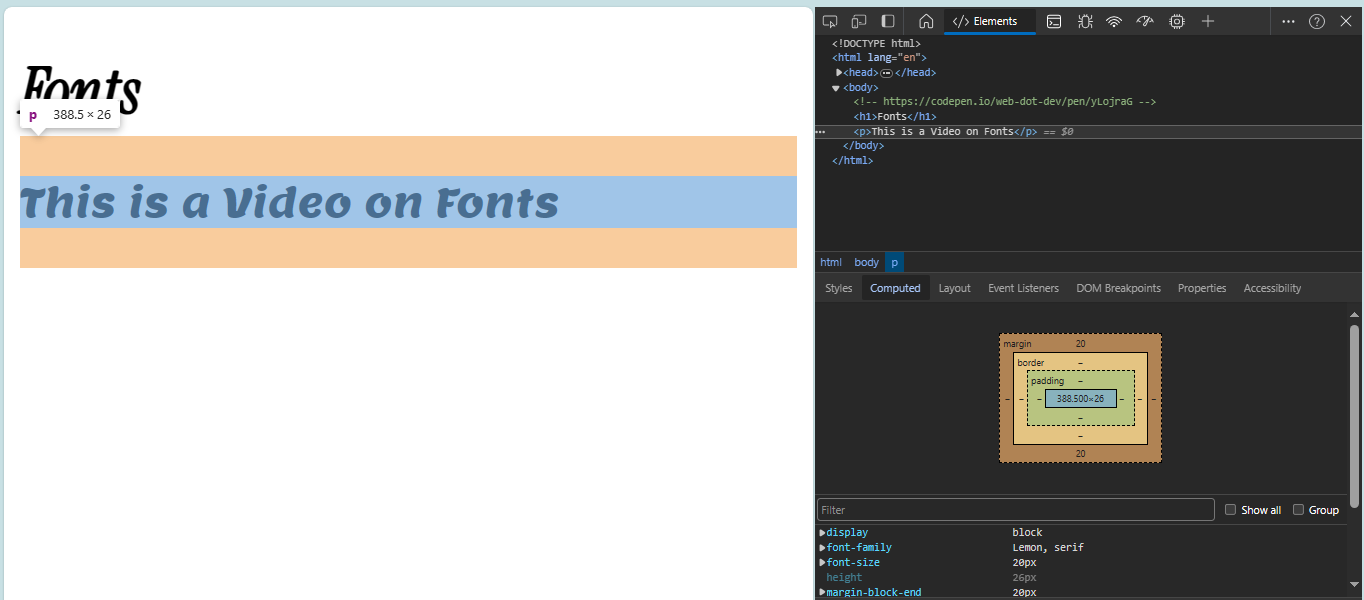 Fonts
p 388.5 × 26
This is a Video on Fonts
</> Elements
<!DOCTYPE html>
<html lang="en">
<head> ⋯ </head>
<body>
<!-- https://codepen.io/web-dot-dev/pen/yLojraG -->
<h1>Fonts</h1>
<p>This is a Video on Fonts</p> == $0
</body>
</html>
html body p
Styles Computed Layout Event Listeners DOM Breakpoints Properties Accessibility
margin 20
border –
padding –
– – – 388.500×26 – – –
–
–
20
Filter Show all Group
display block
font-family Lemon, serif
font-size 20px
height 26px
margin-block-end 20px